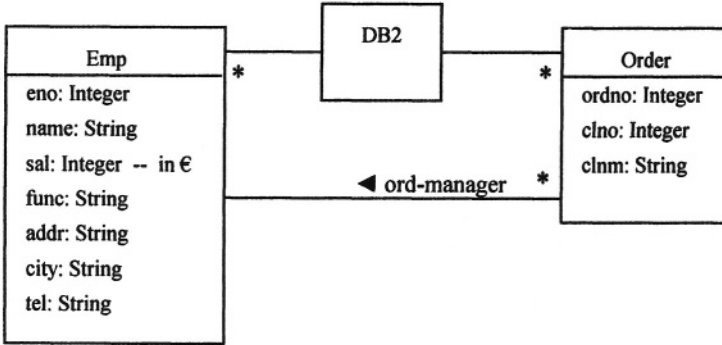 DB2
Emp
*
*
Order
eno: Integer
name: String
sal: Integer -- in €
func: String
addr: String
city: String
tel: String
ordno: Integer
clno: Integer
clnm: String
◄ ord-manager
*